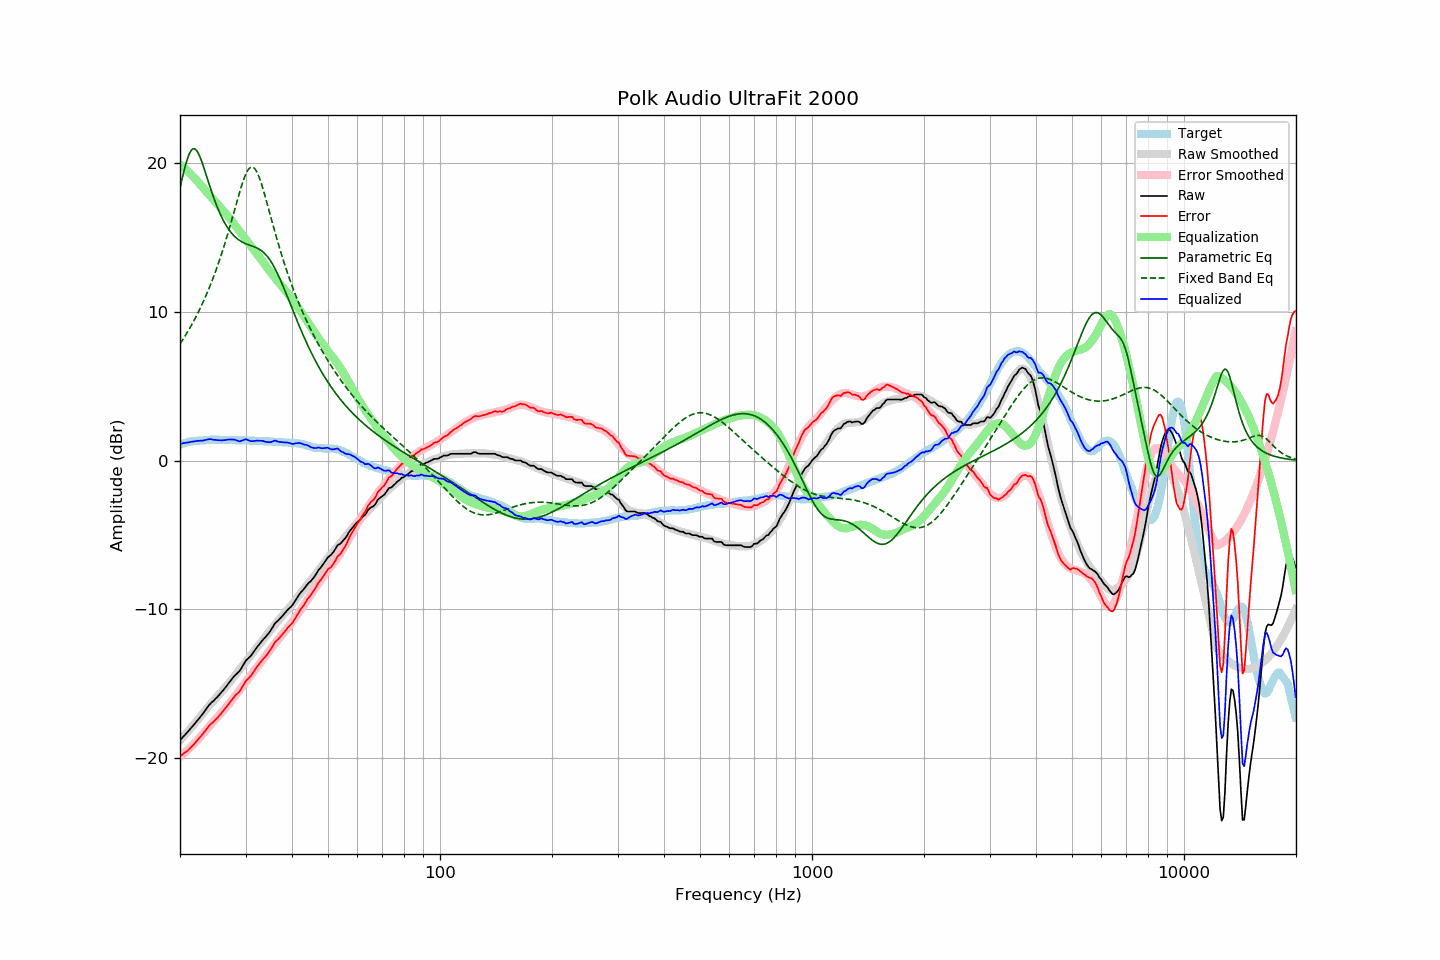 Polk Audio UltraFit 2000
Target
Raw Smoothed
Error Smoothed
Raw
Error
Equalization
Parametric Eq
Fixed Band Eq
Equalized
20
10
0
−10
−20
Amplitude (dBr)
100
1000
10000
Frequency (Hz)